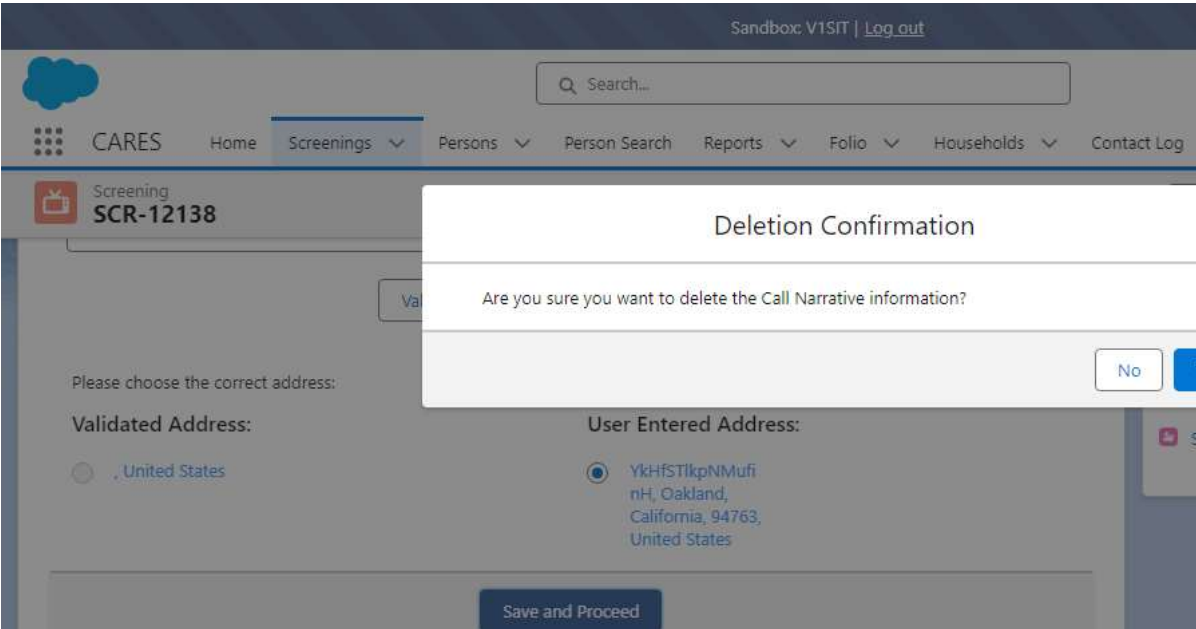 Sandbox: V1SIT | Log out
Search...
CARES Home Screenings Persons Person Search Reports Folio Households Contact Log
Screening
SCR-12138
Deletion Confirmation
Are you sure you want to delete the Call Narrative information?
No
Please choose the correct address:
Validated Address:
, United States
User Entered Address:
YkHfSTlkpNMufi
nH, Oakland,
California, 94763,
United States
Save and Proceed